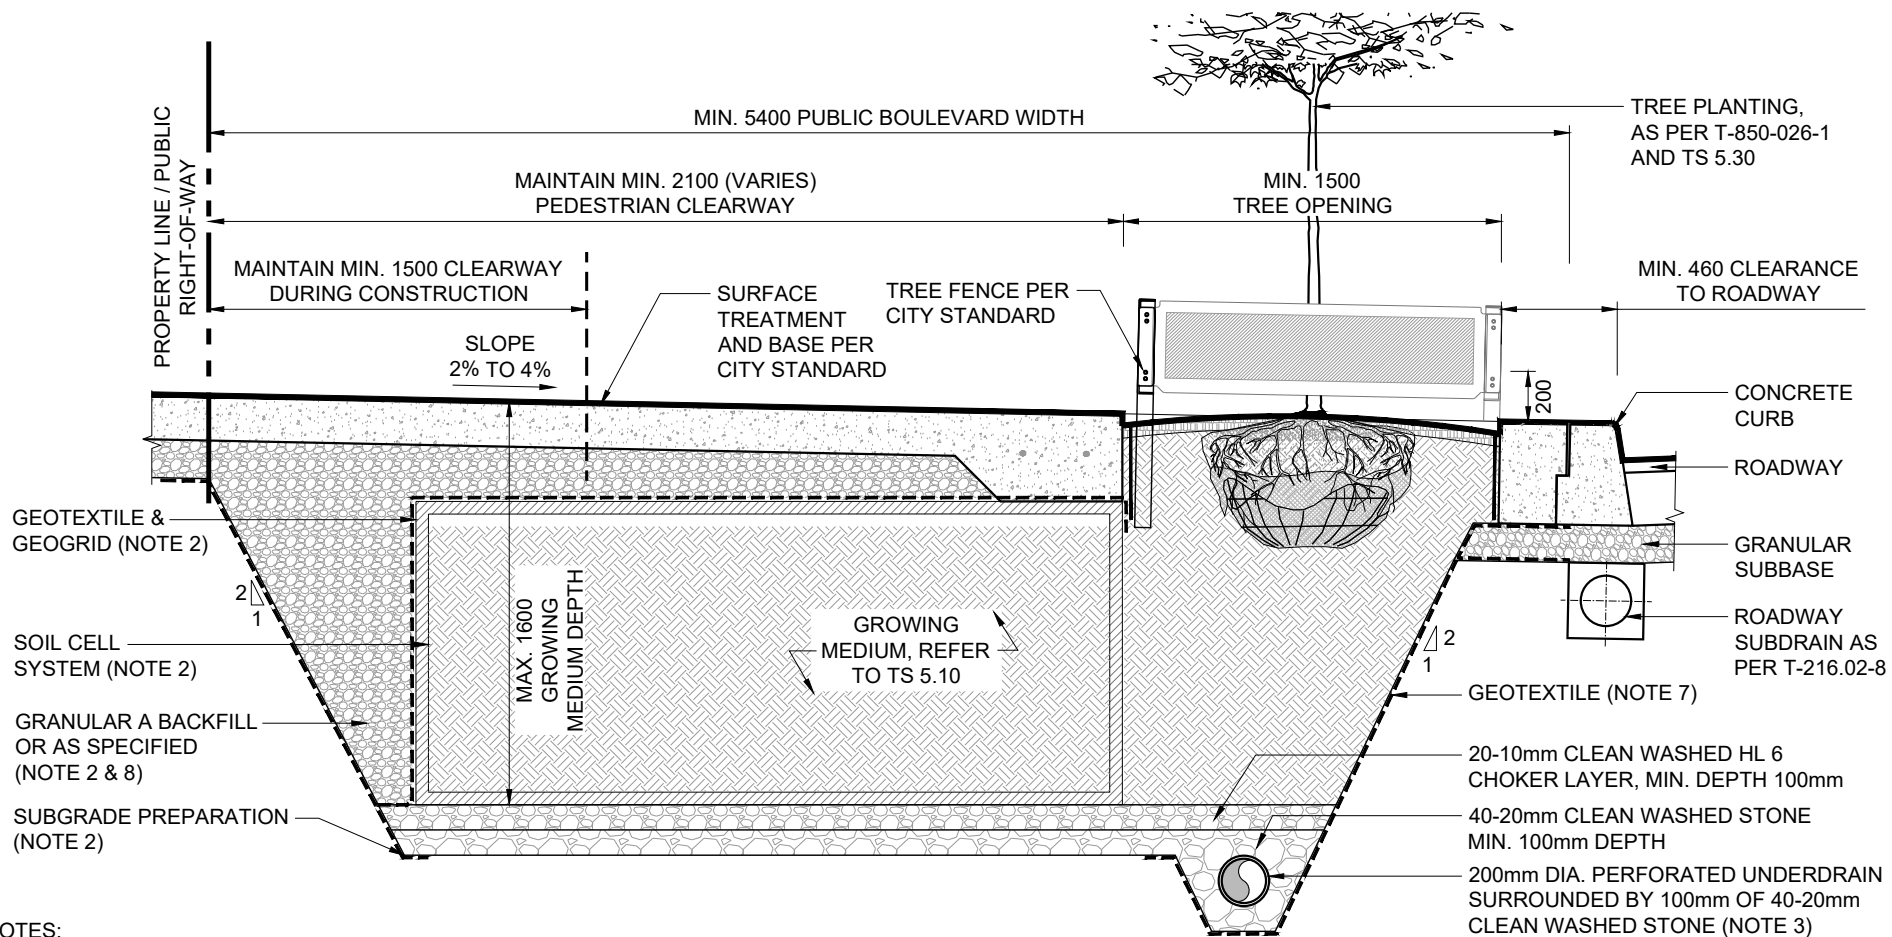 PROPERTY LINE / PUBLIC
RIGHT-OF-WAY
MIN. 5400 PUBLIC BOULEVARD WIDTH
TREE PLANTING,
AS PER T-850-026-1
AND TS 5.30
MAINTAIN MIN. 2100 (VARIES)
PEDESTRIAN CLEARWAY
MIN. 1500
TREE OPENING
MAINTAIN MIN. 1500 CLEARWAY
DURING CONSTRUCTION
MIN. 460 CLEARANCE
TO ROADWAY
SURFACE
TREATMENT
AND BASE PER
CITY STANDARD
TREE FENCE PER
CITY STANDARD
SLOPE
2% TO 4%
200
CONCRETE
CURB
ROADWAY
GEOTEXTILE &
GEOGRID (NOTE 2)
GRANULAR
SUBBASE
2
1
MAX. 1600
GROWING
MEDIUM DEPTH
GROWING
MEDIUM, REFER
TO TS 5.10
2
1
ROADWAY
SUBDRAIN AS
PER T-216.02-8
SOIL CELL
SYSTEM (NOTE 2)
GEOTEXTILE (NOTE 7)
GRANULAR A BACKFILL
OR AS SPECIFIED
(NOTE 2 & 8)
20-10mm CLEAN WASHED HL 6
CHOKER LAYER, MIN. DEPTH 100mm
SUBGRADE PREPARATION
(NOTE 2)
40-20mm CLEAN WASHED STONE
MIN. 100mm DEPTH
200mm DIA. PERFORATED UNDERDRAIN
SURROUNDED BY 100mm OF 40-20mm
CLEAN WASHED STONE (NOTE 3)
OTES: